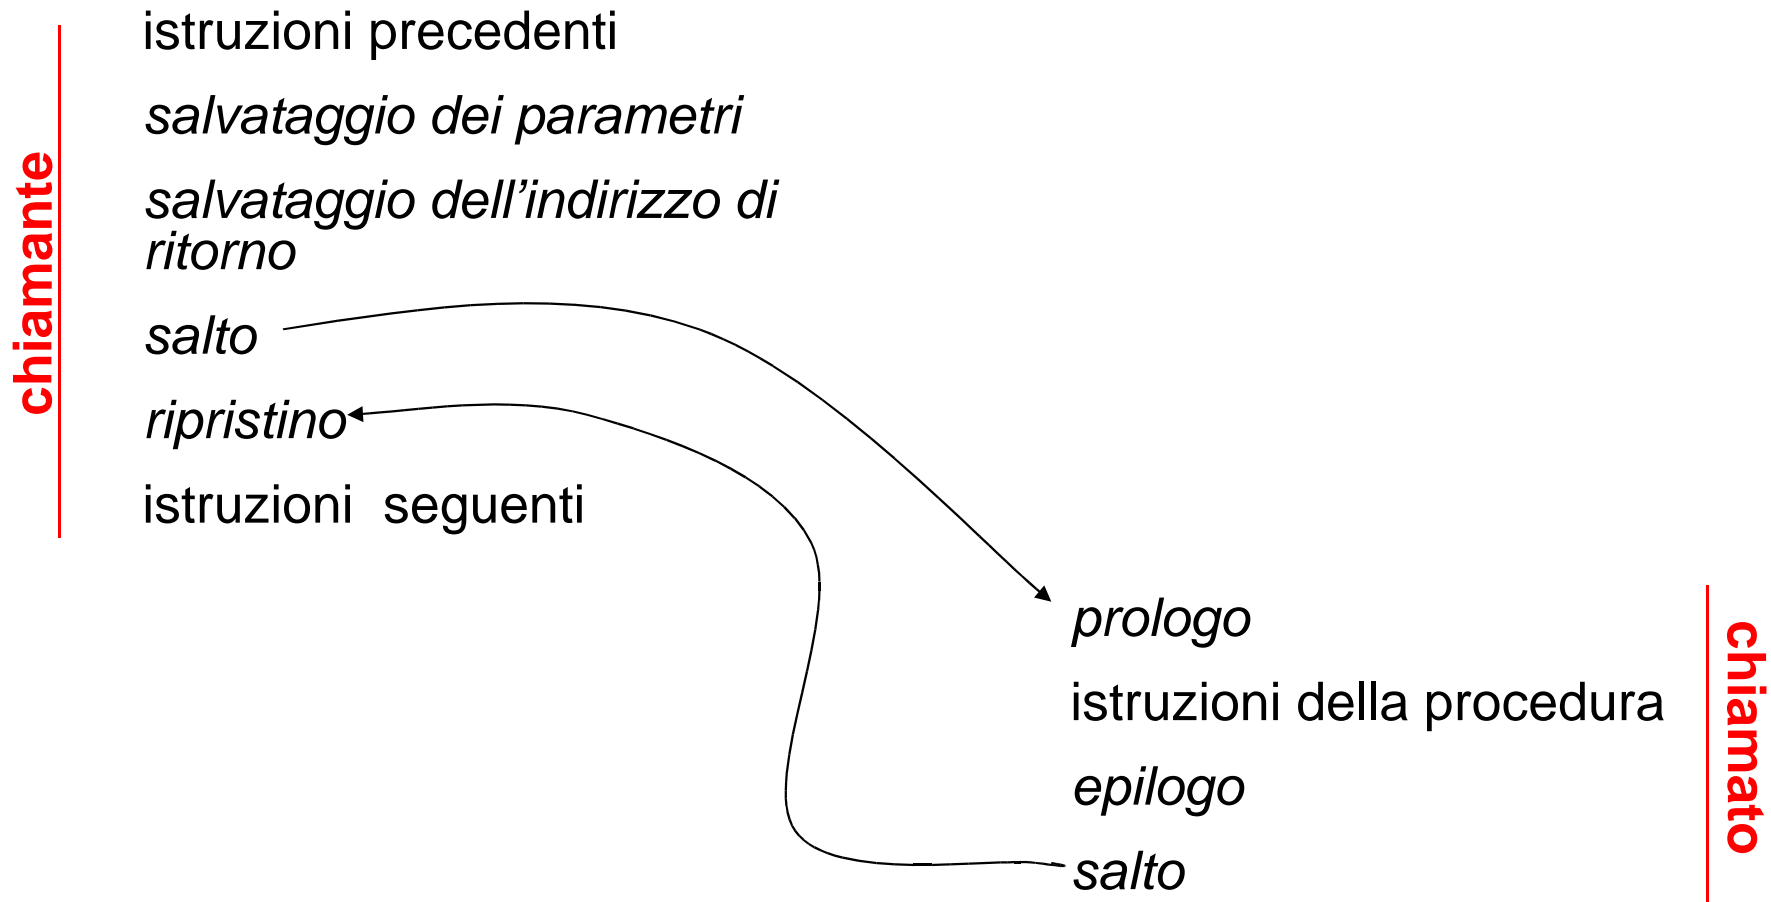 chiamante
istruzioni precedenti
salvataggio dei parametri
salvataggio dell’indirizzo di
ritorno
salto
ripristino
istruzioni  seguenti
prologo
istruzioni della procedura
epilogo
salto
chiamato